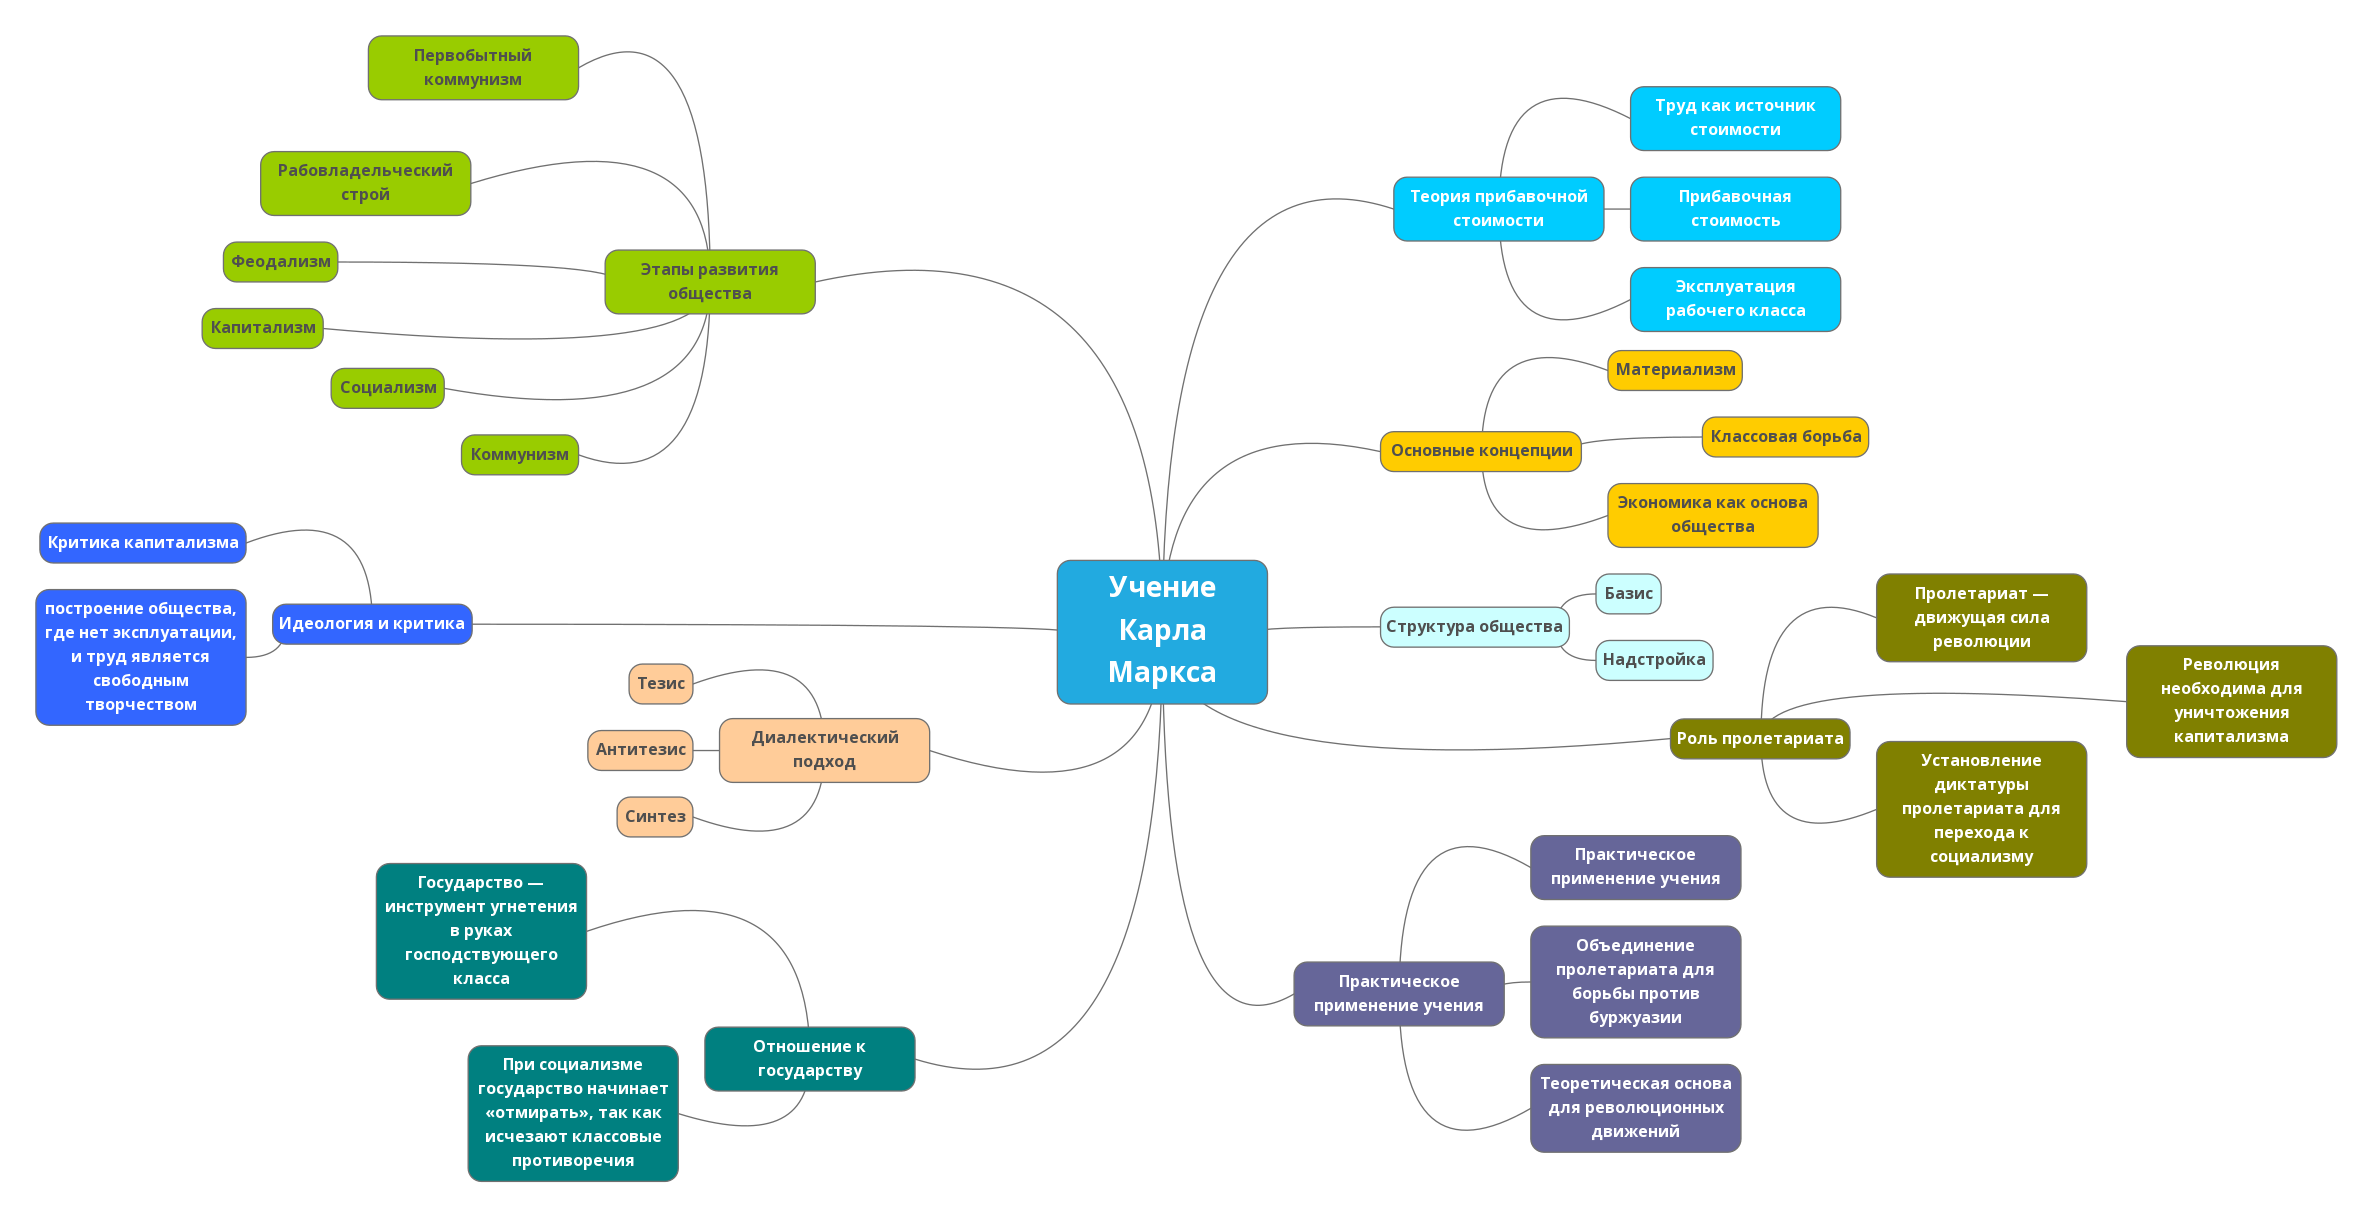 Учение
Карла
Маркса
Теория прибавочной
стоимости
Труд как источник
стоимости
Прибавочная
стоимость
Эксплуатация
рабочего класса
Основные концепции
Материализм
Классовая борьба
Экономика как основа
общества
Структура общества
Базис
Надстройка
Роль пролетариата
Пролетариат —
движущая сила
революции
Революция
необходима для
уничтожения
капитализма
Установление
диктатуры
пролетариата для
перехода к
социализму
Практическое
применение учения
Практическое
применение учения
Объединение
пролетариата для
борьбы против
буржуазии
Теоретическая основа
для революционных
движений
Этапы развития
общества
Первобытный
коммунизм
Рабовладельческий
строй
Феодализм
Капитализм
Социализм
Коммунизм
Идеология и критика
Критика капитализма
построение общества,
где нет эксплуатации,
и труд является
свободным
творчеством
Диалектический
подход
Тезис
Антитезис
Синтез
Отношение к
государству
Государство —
инструмент угнетения
в руках
господствующего
класса
При социализме
государство начинает
«отмирать», так как
исчезают классовые
противоречия